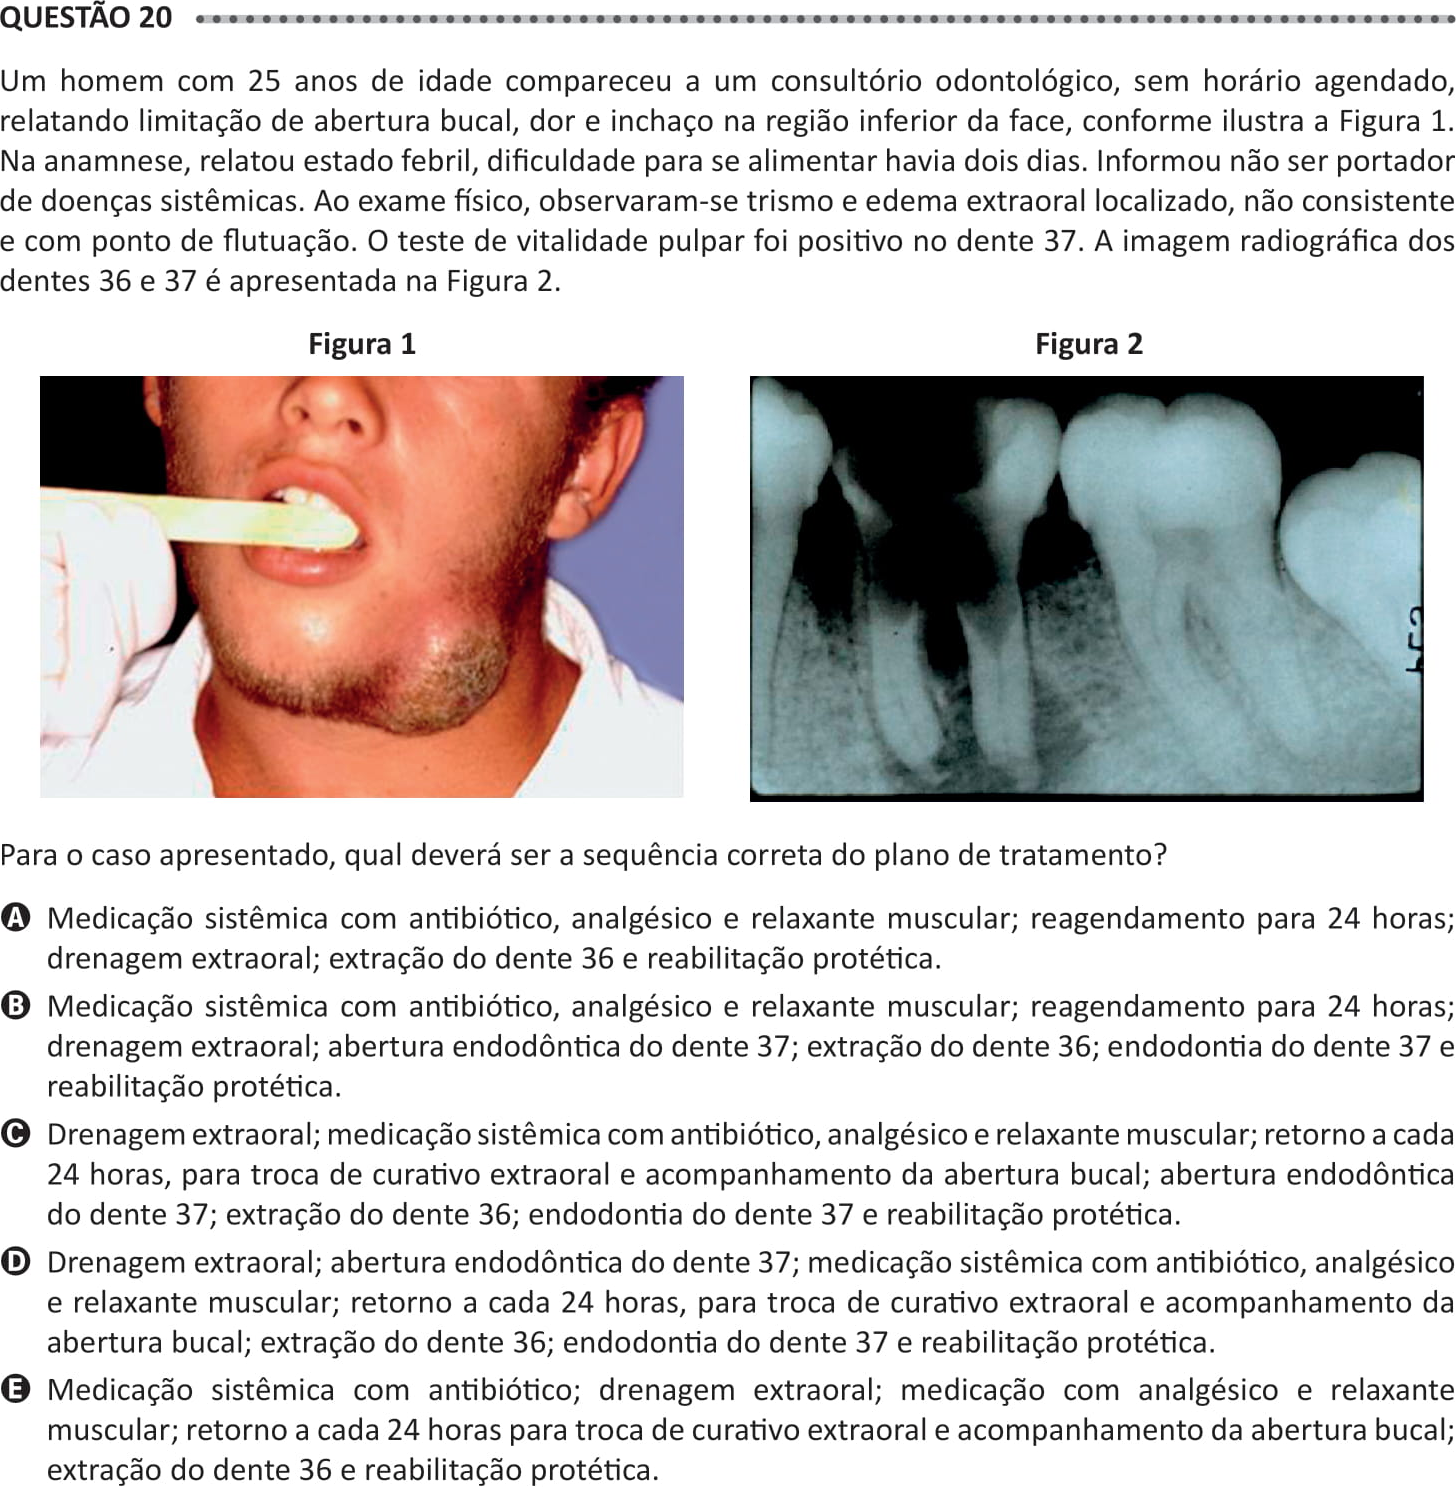 QUESTÃO 20
Um homem com 25 anos de idade compareceu a um consultório odontológico, sem horário agendado,
relatando limitação de abertura bucal, dor e inchaço na região inferior da face, conforme ilustra a Figura 1.
Na anamnese, relatou estado febril, dificuldade para se alimentar havia dois dias. Informou não ser portador
de doenças sistêmicas. Ao exame físico, observaram-se trismo e edema extraoral localizado, não consistente
e com ponto de flutuação. O teste de vitalidade pulpar foi positivo no dente 37. A imagem radiográfica dos
dentes 36 e 37 é apresentada na Figura 2.
Figura 1
Figura 2
Para o caso apresentado, qual deverá ser a sequência correta do plano de tratamento?
A Medicação sistêmica com antibiótico, analgésico e relaxante muscular; reagendamento para 24 horas;
drenagem extraoral; extração do dente 36 e reabilitação protética.
B Medicação sistêmica com antibiótico, analgésico e relaxante muscular; reagendamento para 24 horas;
drenagem extraoral; abertura endodôntica do dente 37; extração do dente 36; endodontia do dente 37 e
reabilitação protética.
C Drenagem extraoral; medicação sistêmica com antibiótico, analgésico e relaxante muscular; retorno a cada
24 horas, para troca de curativo extraoral e acompanhamento da abertura bucal; abertura endodôntica
do dente 37; extração do dente 36; endodontia do dente 37 e reabilitação protética.
D Drenagem extraoral; abertura endodôntica do dente 37; medicação sistêmica com antibiótico, analgésico
e relaxante muscular; retorno a cada 24 horas, para troca de curativo extraoral e acompanhamento da
abertura bucal; extração do dente 36; endodontia do dente 37 e reabilitação protética.
E Medicação sistêmica com antibiótico; drenagem extraoral; medicação com analgésico e relaxante
muscular; retorno a cada 24 horas para troca de curativo extraoral e acompanhamento da abertura bucal;
extração do dente 36 e reabilitação protética.